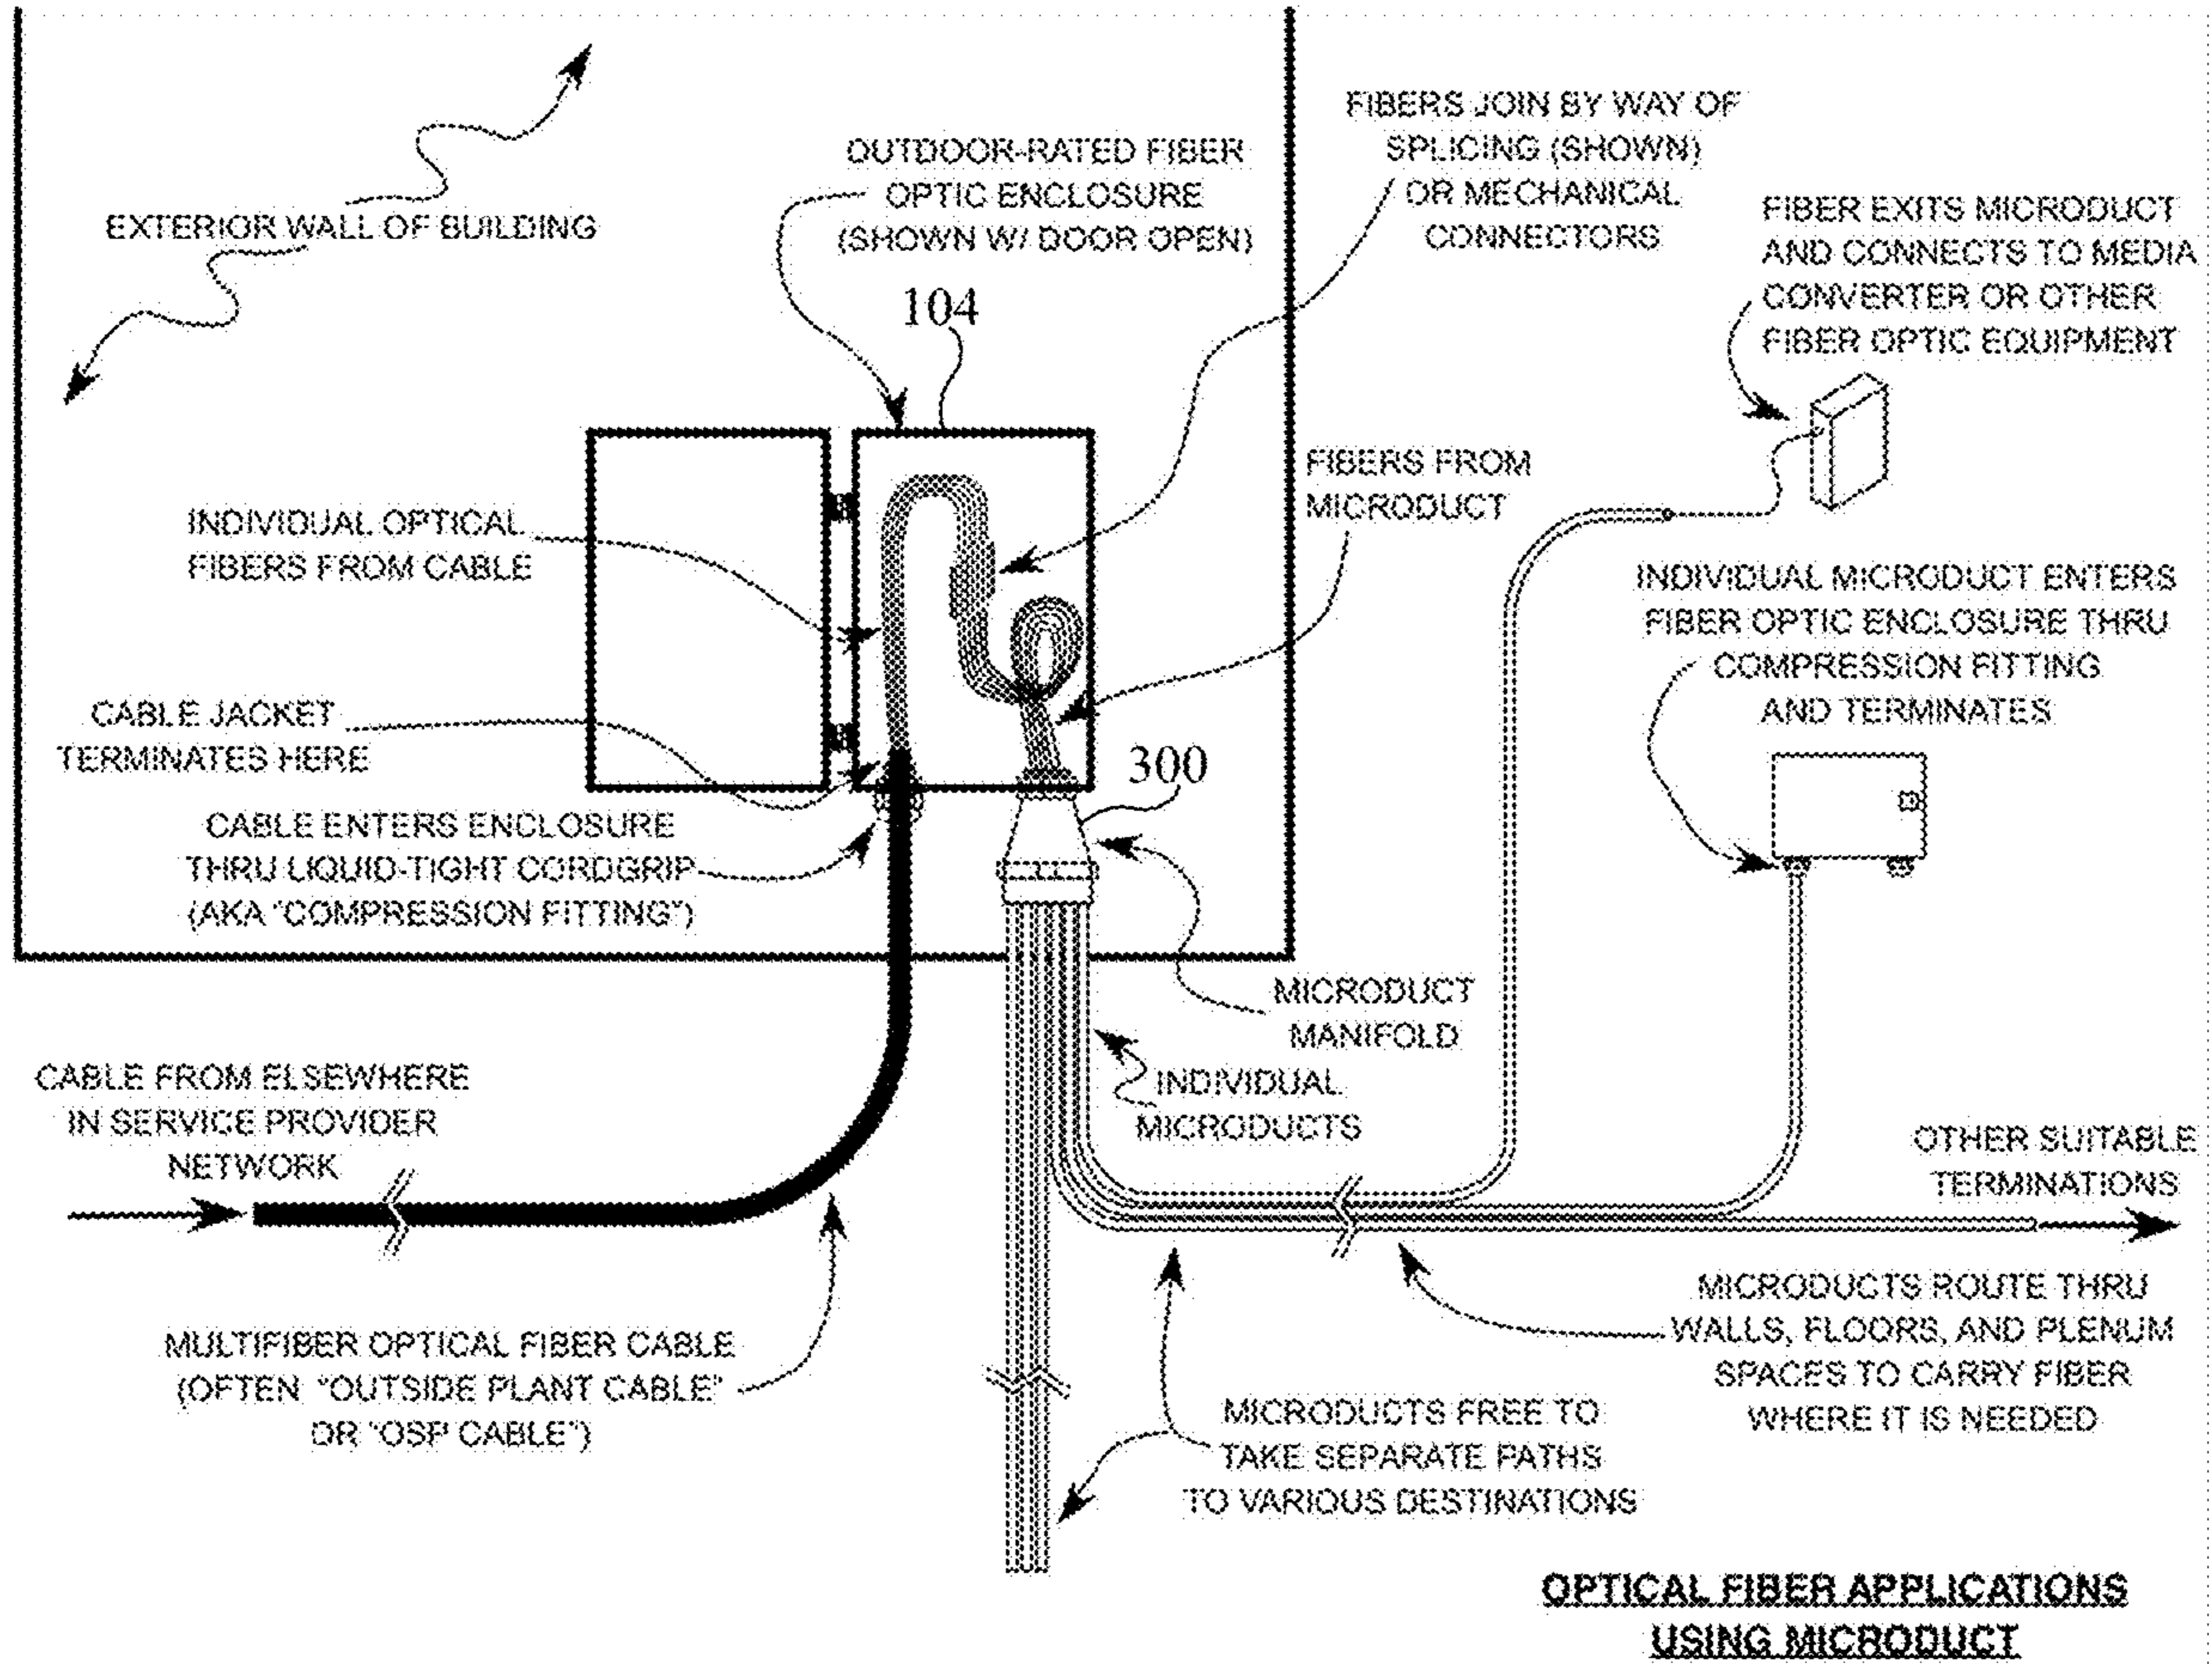 EXTERIOR WALL OF BUILDING
OUTDOOR-RATED FIBER
OPTIC ENCLOSURE
(SHOWN W/ DOOR OPEN)
104
FIBERS JOIN BY WAY OF
SPLICING (SHOWN)
OR MECHANICAL
CONNECTORS
FIBER EXITS MICRODUCT
AND CONNECTS TO MEDIA
CONVERTER OR OTHER
FIBER OPTIC EQUIPMENT
INDIVIDUAL OPTICAL
FIBERS FROM CABLE
FIBERS FROM
MICRODUCT
INDIVIDUAL MICRODUCT ENTERS
FIBER OPTIC ENCLOSURE THRU
COMPRESSION FITTING
AND TERMINATES
CABLE JACKET
TERMINATES HERE
300
CABLE ENTERS ENCLOSURE
THRU LIQUID-TIGHT CORDGRIP
(AKA "COMPRESSION FITTING")
MICRODUCT
MANIFOLD
INDIVIDUAL
MICRODUCTS
CABLE FROM ELSEWHERE
IN SERVICE PROVIDER
NETWORK
OTHER SUITABLE
TERMINATIONS
MULTIFIBER OPTICAL FIBER CABLE
(OFTEN "OUTSIDE PLANT CABLE"
OR "OSP CABLE")
MICRODUCTS ROUTE THRU
WALLS, FLOORS, AND PLENUM
SPACES TO CARRY FIBER
WHERE IT IS NEEDED
MICRODUCTS FREE TO
TAKE SEPARATE PATHS
TO VARIOUS DESTINATIONS
OPTICAL FIBER APPLICATIONS
USING MICRODUCT